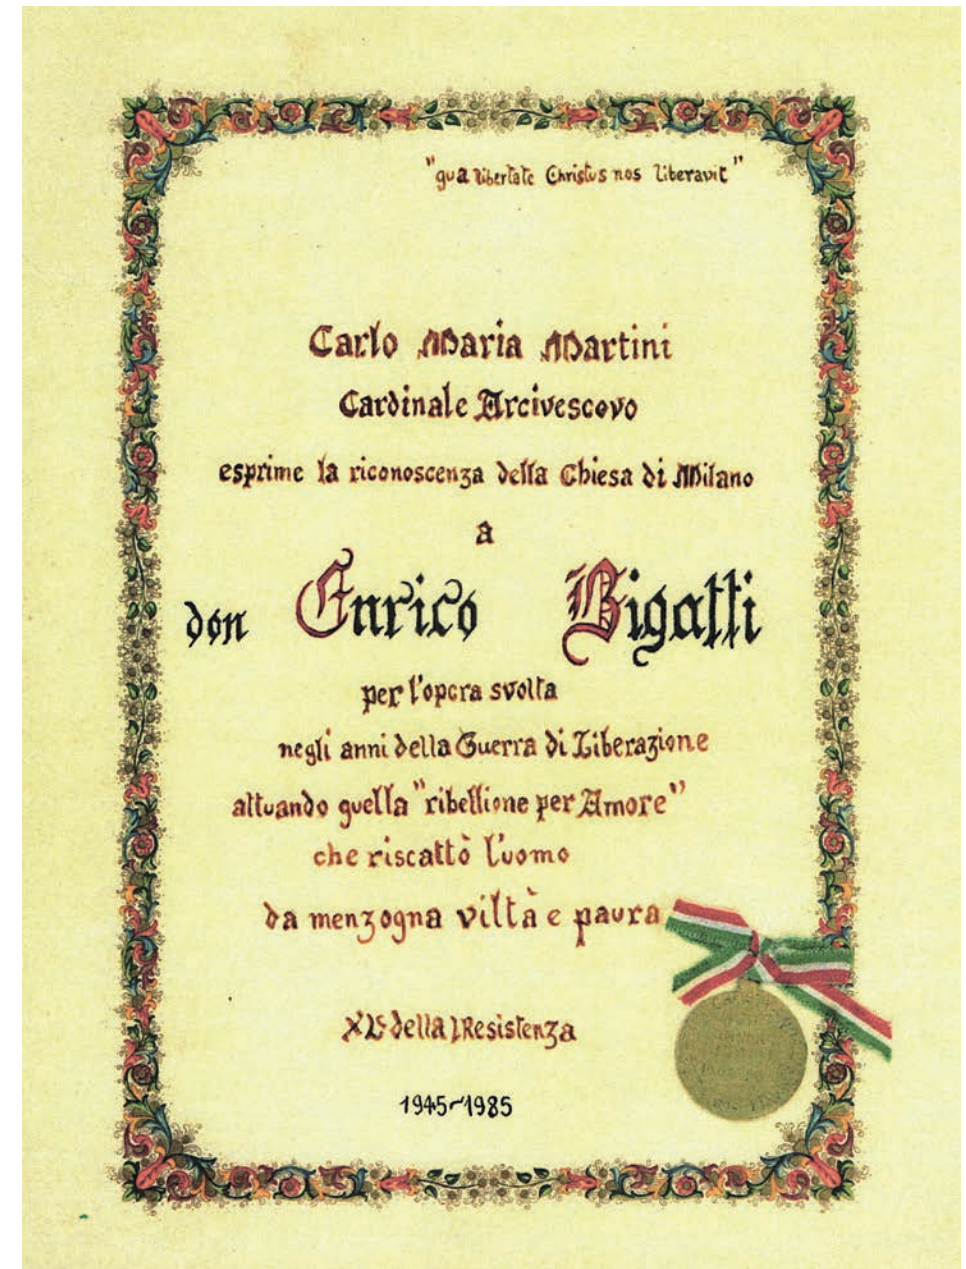 "qua libertate Christus nos liberavit"
Carlo Maria Martini
Cardinale Arcivescovo
esprime la riconoscenza della Chiesa di Milano
a
don Enrico Bigatti
per l'opera svolta
negli anni della Guerra di Liberazione
attuando quella "ribellione per Amore"
che riscattò l'uomo
da menzogna viltà e paura
XL della Resistenza
1945-1985